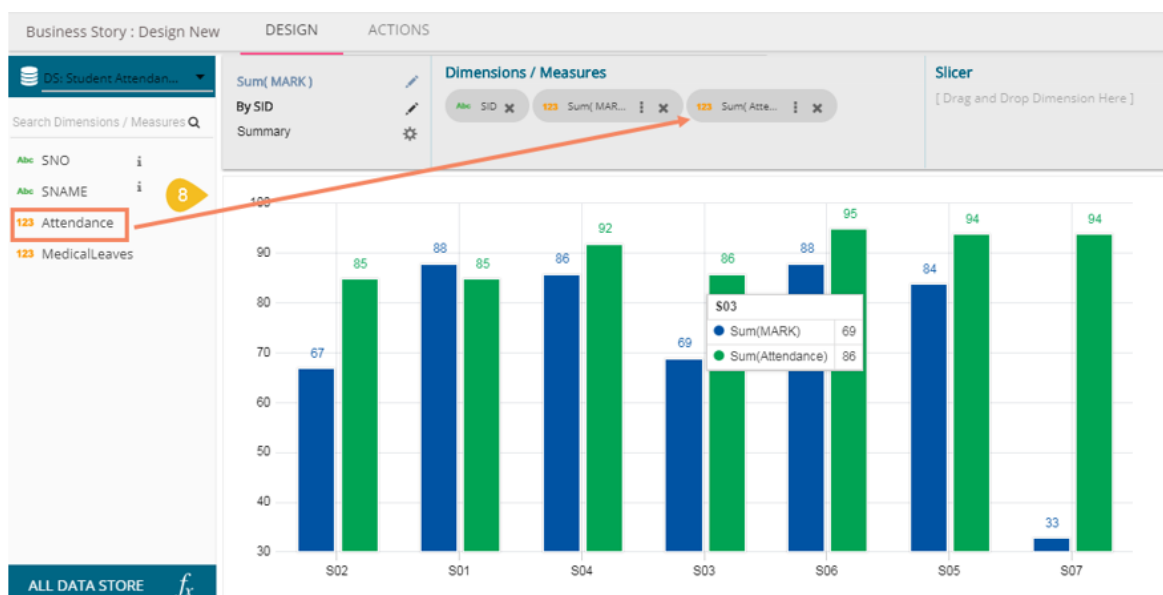 Business Story : Design New
DESIGN
ACTIONS
DS: Student Attendan...
Search Dimensions / Measures
Abc SNO i
Abc SNAME i
123 Attendance
123 MedicalLeaves
ALL DATA STORE fx
Sum( MARK )
By SID
Summary
Dimensions / Measures
Abc SID
123 Sum( MAR...
123 Sum( Atte...
Slicer
[ Drag and Drop Dimension Here ]
8
100
90
80
70
60
50
40
30
67
85
88
85
86
92
69
86
88
95
84
94
33
94
S03
Sum(MARK) 69
Sum(Attendance) 86
S02
S01
S04
S03
S06
S05
S07